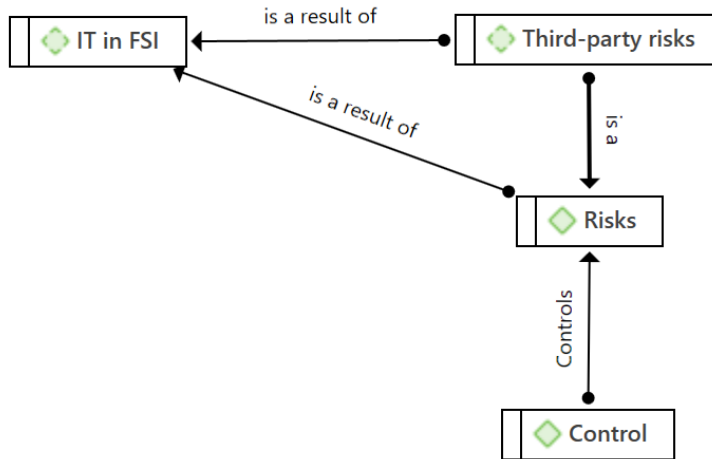 is a result of
IT in FSI
Third-party risks
is a result of
is a
Risks
Controls
Control